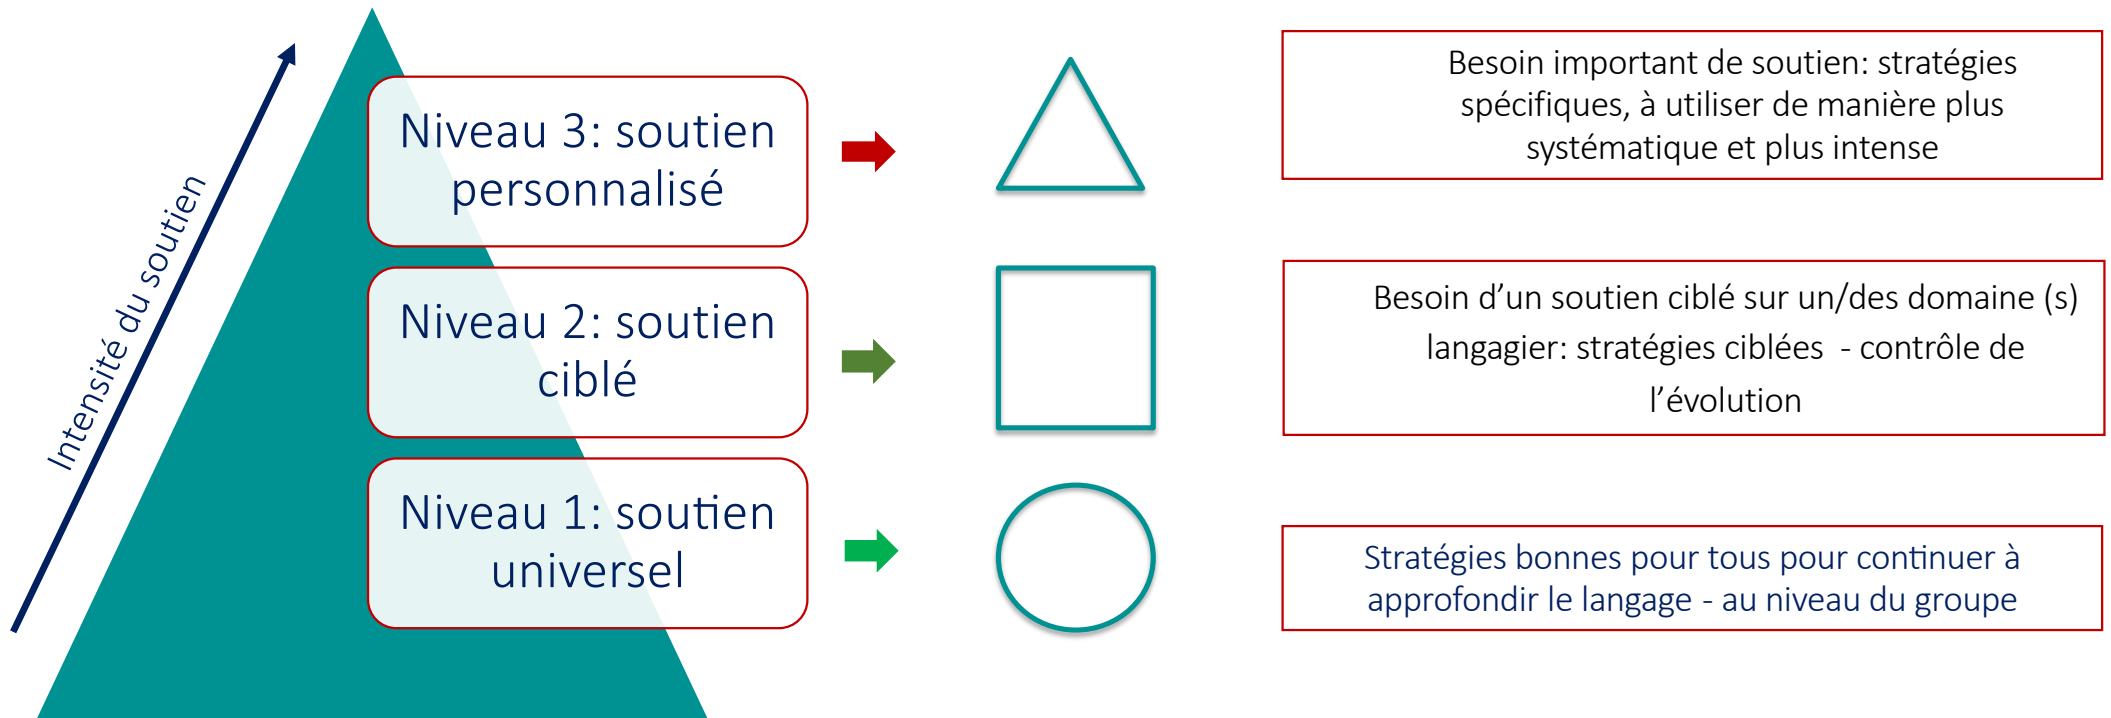 Intensité du soutien
Niveau 3: soutien
personnalisé
Besoin important de soutien: stratégies
spécifiques, à utiliser de manière plus
systématique et plus intense
Niveau 2: soutien
ciblé
Besoin d’un soutien ciblé sur un/des domaine (s)
langagier: stratégies ciblées  - contrôle de
l’évolution
Niveau 1: soutien
universel
Stratégies bonnes pour tous pour continuer à
approfondir le langage - au niveau du groupe